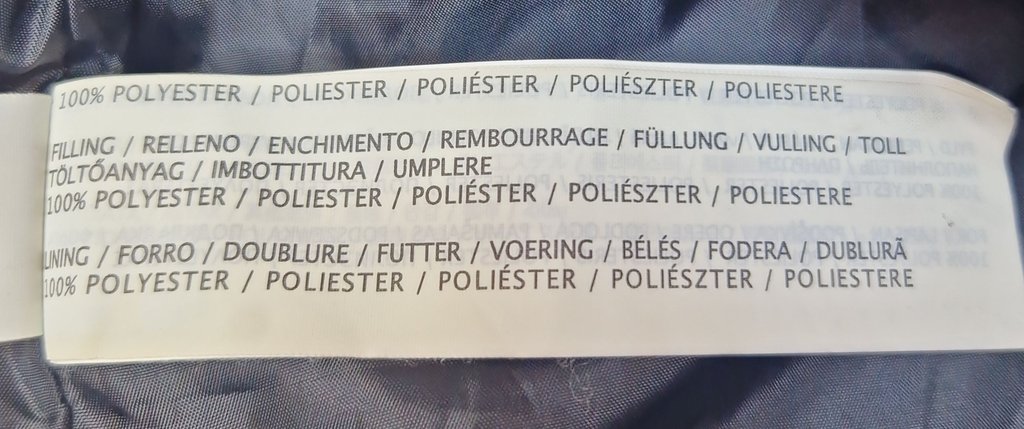 100% POLYESTER / POLIESTER / POLIÉSTER / POLIÉSZTER / POLIESTERE
FILLING / RELLENO / ENCHIMENTO / REMBOURRAGE / FÜLLUNG / VULLING / TOLL
TÖLTŐANYAG / IMBOTTITURA / UMPLERE
100% POLYESTER / POLIESTER / POLIÉSTER / POLIÉSZTER / POLIESTERE
LINING / FORRO / DOUBLURE / FUTTER / VOERING / BÉLÉS / FODERA / DUBLURĂ
100% POLYESTER / POLIESTER / POLIÉSTER / POLIÉSZTER / POLIESTERE